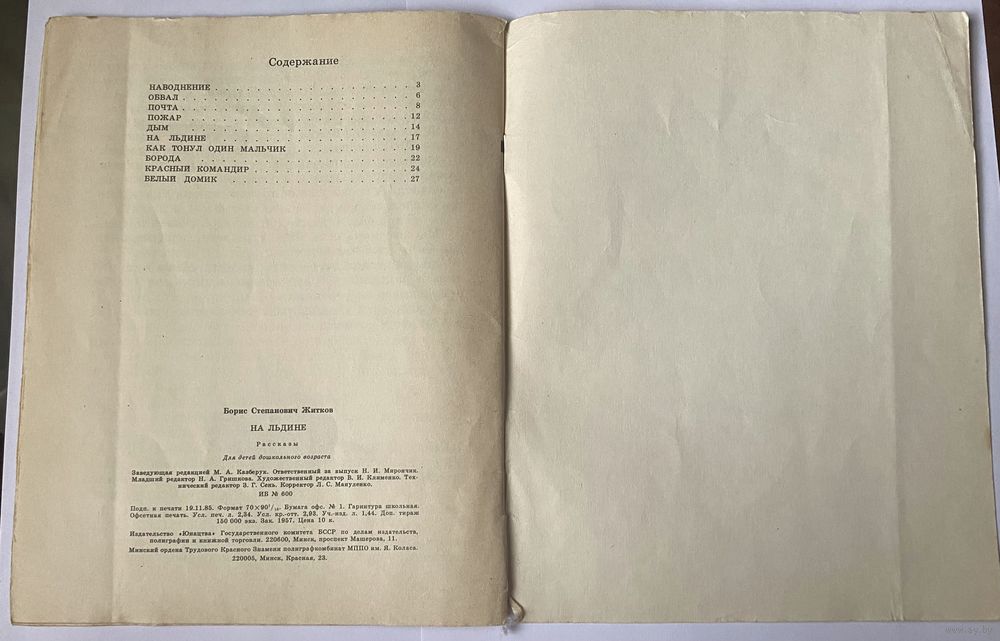 Содержание
НАВОДНЕНИЕ . . . . . . . . . . . . . . . . . . . 3
ОБВАЛ . . . . . . . . . . . . . . . . . . . . . . 6
ПОЧТА . . . . . . . . . . . . . . . . . . . . . . 8
ПОЖАР . . . . . . . . . . . . . . . . . . . . . . 12
ДЫМ . . . . . . . . . . . . . . . . . . . . . . 14
НА ЛЬДИНЕ . . . . . . . . . . . . . . . . . . . 17
КАК ТОНУЛ ОДИН МАЛЬЧИК . . . . . . . . . . . 19
БОРОДА . . . . . . . . . . . . . . . . . . . . 22
КРАСНЫЙ КОМАНДИР . . . . . . . . . . . . . . . 24
БЕЛЫЙ ДОМИК . . . . . . . . . . . . . . . . . 27
Борис Степанович Житков
НА ЛЬДИНЕ
Рассказы
Для детей дошкольного возраста
Заведующая редакцией М. А. Казберук. Ответственный за выпуск Н. И. Мирончик.
Младший редактор Н. А. Гришкова. Художественный редактор В. И. Клименко. Тех-
нический редактор З. Г. Сень. Корректор Л. С. Мануленко.
ИБ № 600
Подп. к печати 19.11.85. Формат 70×90¹/₁₆. Бумага офс. № 1. Гарнитура школьная.
Офсетная печать. Усл. печ. л. 2,34. Усл. кр.-отт. 2,93. Уч.-изд. л. 1,44. Доп. тираж
150 000 экз. Зак. 1957. Цена 10 к.
Издательство «Юнацтва» Государственного комитета БССР по делам издательств,
полиграфии и книжной торговли. 220600, Минск, проспект Машерова, 11.
Минский ордена Трудового Красного Знамени полиграфкомбинат МППО им. Я. Коласа.
220005, Минск, Красная, 23.
www.ay.by